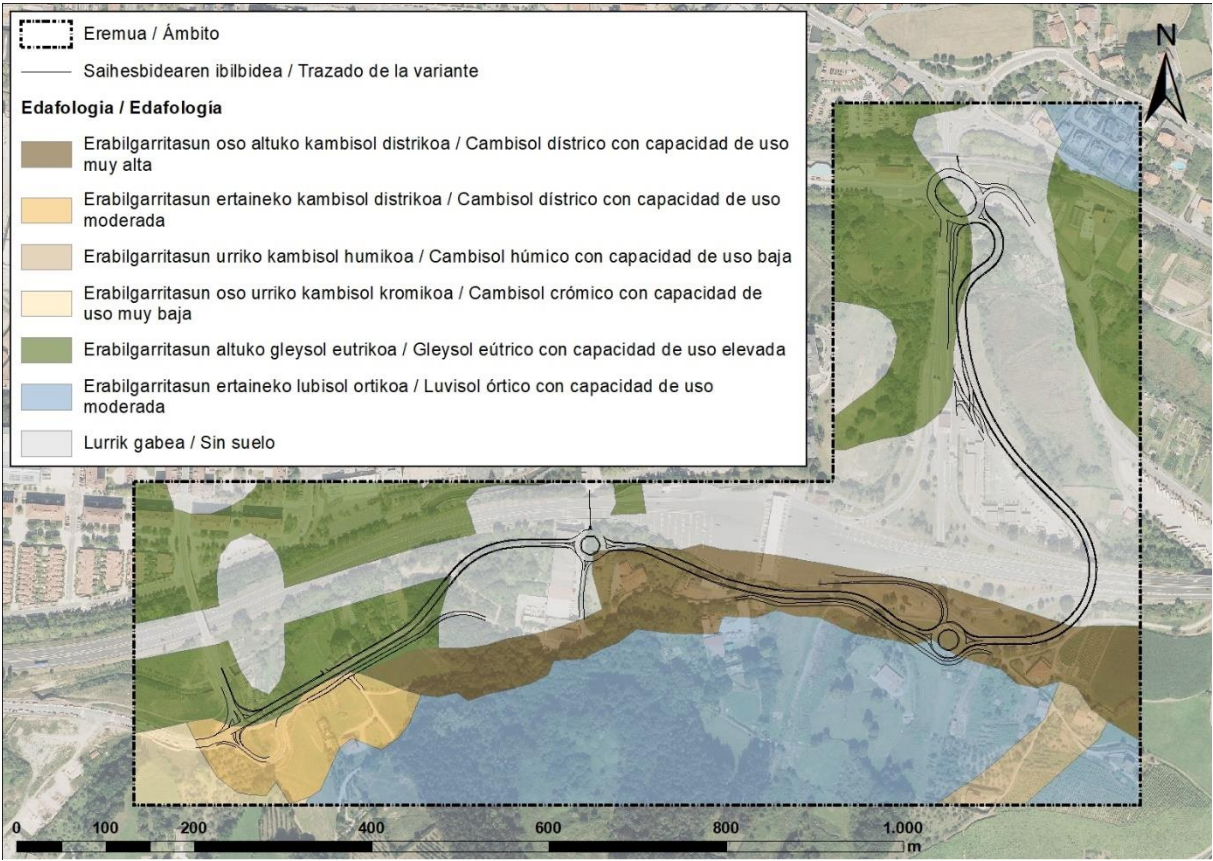 Eremua / Ámbito
Saihesbidearen ibilbidea / Trazado de la variante
Edafologia / Edafología
Erabilgarritasun oso altuko kambisol distrikoa / Cambisol dístrico con capacidad de uso
muy alta
Erabilgarritasun ertaineko kambisol distrikoa / Cambisol dístrico con capacidad de uso
moderada
Erabilgarritasun urriko kambisol humikoa / Cambisol húmico con capacidad de uso baja
Erabilgarritasun oso urriko kambisol kromikoa / Cambisol crómico con capacidad de
uso muy baja
Erabilgarritasun altuko gleysol eutrikoa / Gleysol eútrico con capacidad de uso elevada
Erabilgarritasun ertaineko lubisol ortikoa / Luvisol órtico con capacidad de uso
moderada
Lurrik gabea / Sin suelo
N
0 100 200 400 600 800 1.000
m